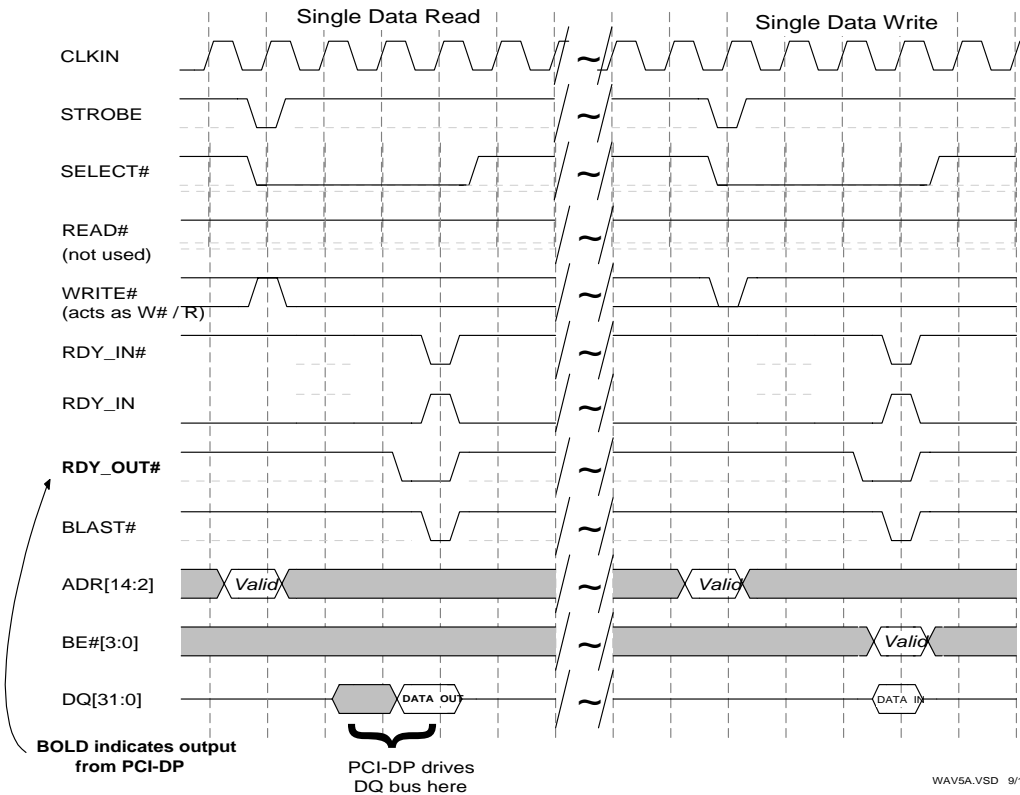 Single Data Read
Single Data Write
CLKIN
~
STROBE
~
SELECT#
~
READ#
(not used)
~
WRITE#
(acts as W# / R)
~
RDY_IN#
~
RDY_IN
~
RDY_OUT#
~
BLAST#
~
ADR[14:2]
Valid
~
Valid
BE#[3:0]
~
Valid
DQ[31:0]
DATA OUT
~
DATA IN
BOLD indicates output
from PCI-DP
PCI-DP drives
DQ bus here
WAV5A.VSD 9/